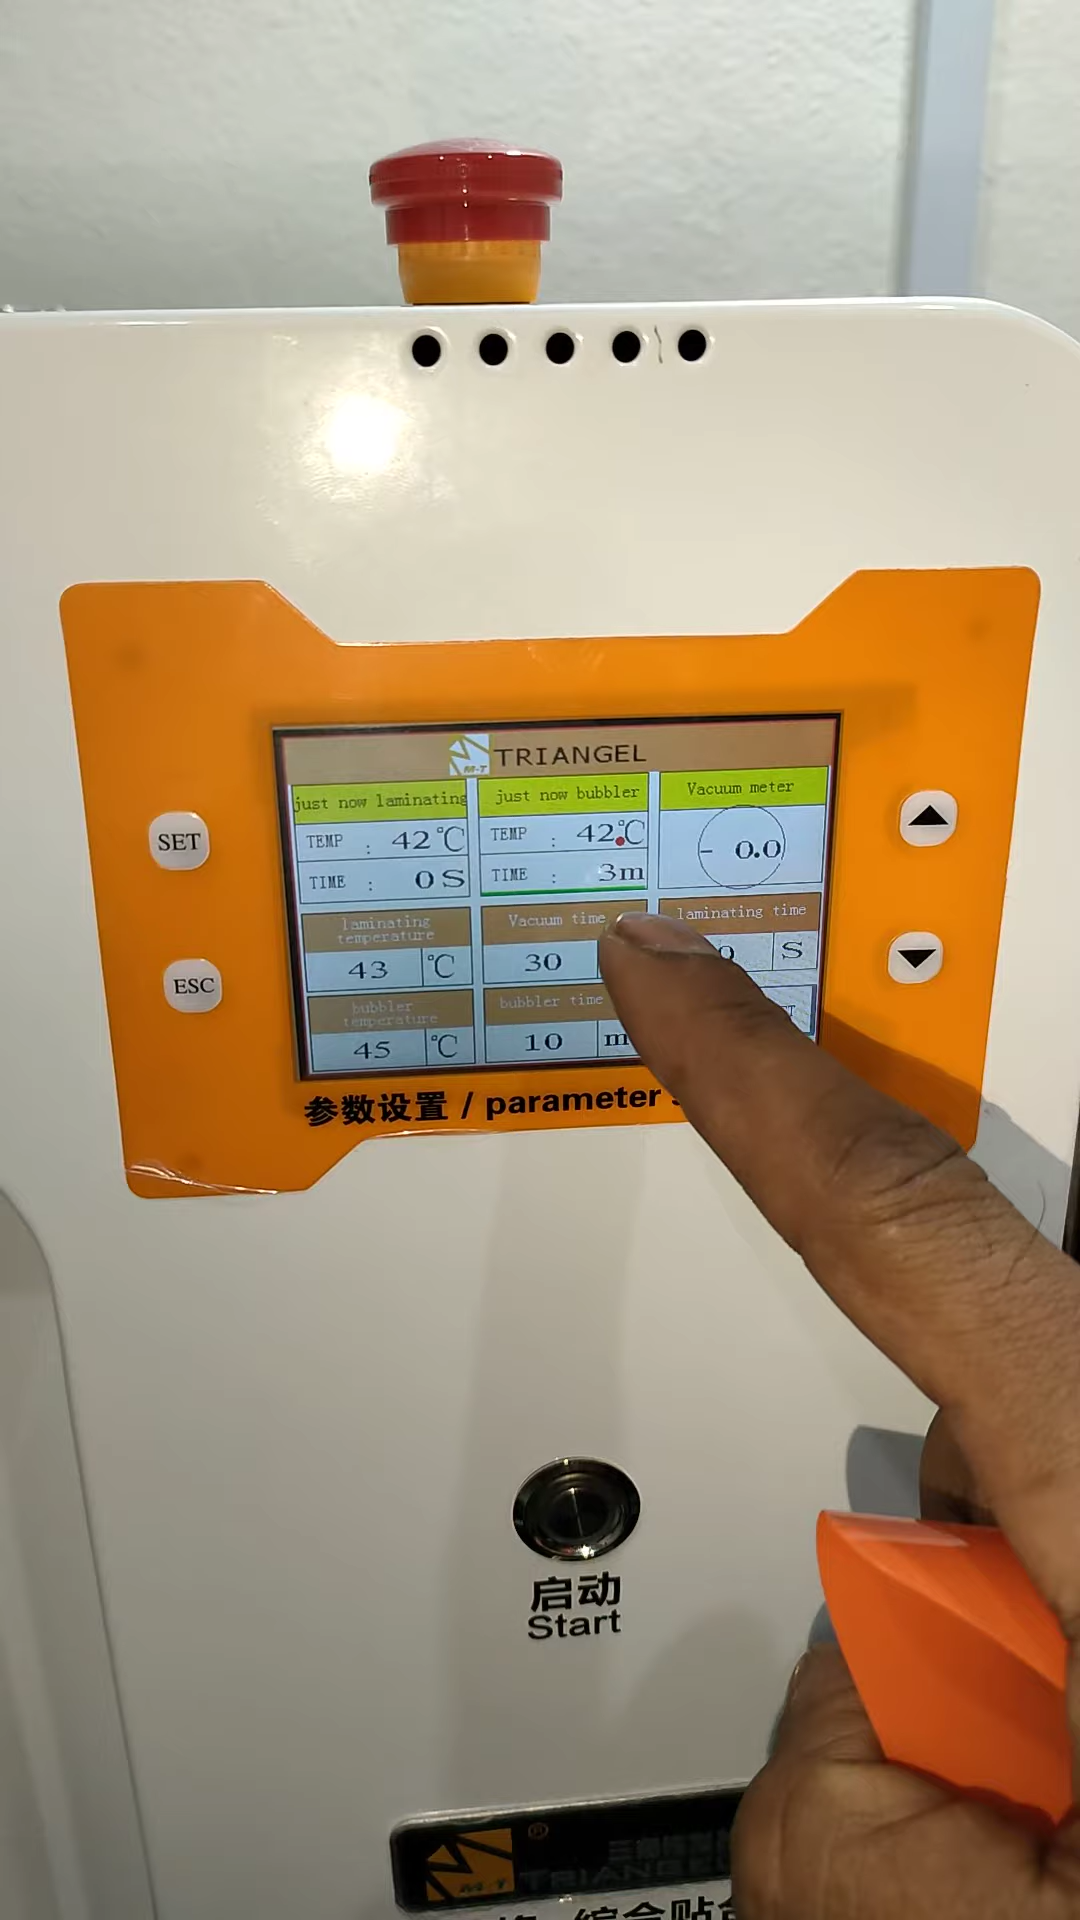 M-T TRIANGEL
just now laminating
just now bubbler
Vacuum meter
TEMP : 42℃
TEMP : 42℃
- 0.0
TIME : 0S
TIME : 3m
laminating temperature
Vacuum time
laminating time
43 ℃
30
0 S
bubbler temperature
bubbler time
45 ℃
10 m
SET
ESC
参数设置 / parameter
启动
Start
M-T ®
TRIANGE
综合贴合